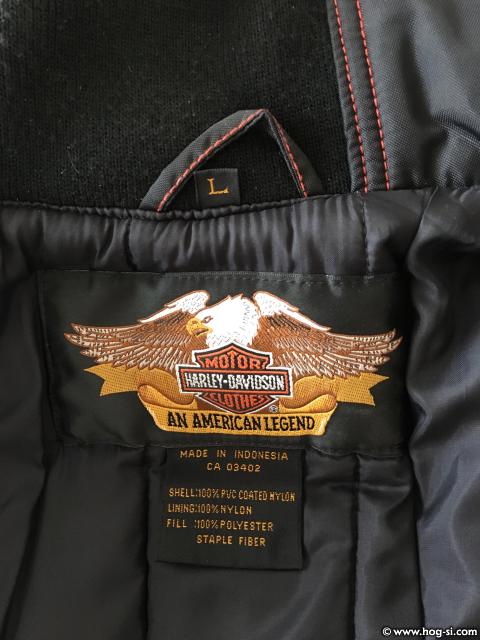 L
MOTOR
HARLEY-DAVIDSON
CLOTHES
®
AN AMERICAN LEGEND
MADE IN INDONESIA
CA 03402
SHELL:100% PVC COATED NYLON
LINING:100% NYLON
FILL :100% POLYESTER
STAPLE FIBER
© www.hog-si.com